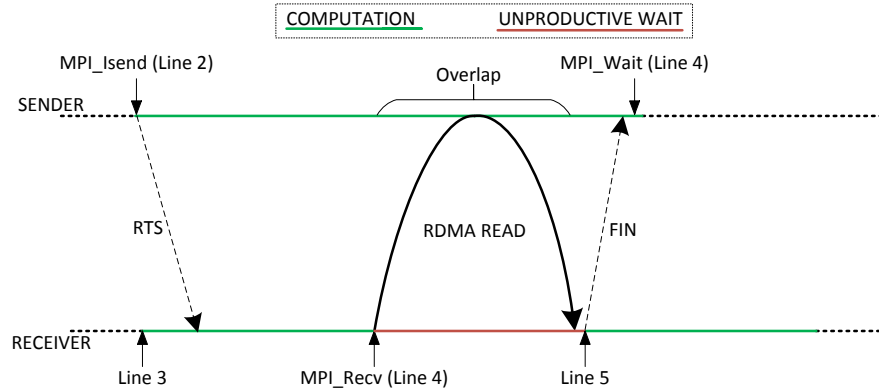 COMPUTATION UNPRODUCTIVE WAIT
MPI_Isend (Line 2) Overlap MPI_Wait (Line 4)
SENDER
RTS RDMA READ FIN
RECEIVER
Line 3 MPI_Recv (Line 4) Line 5